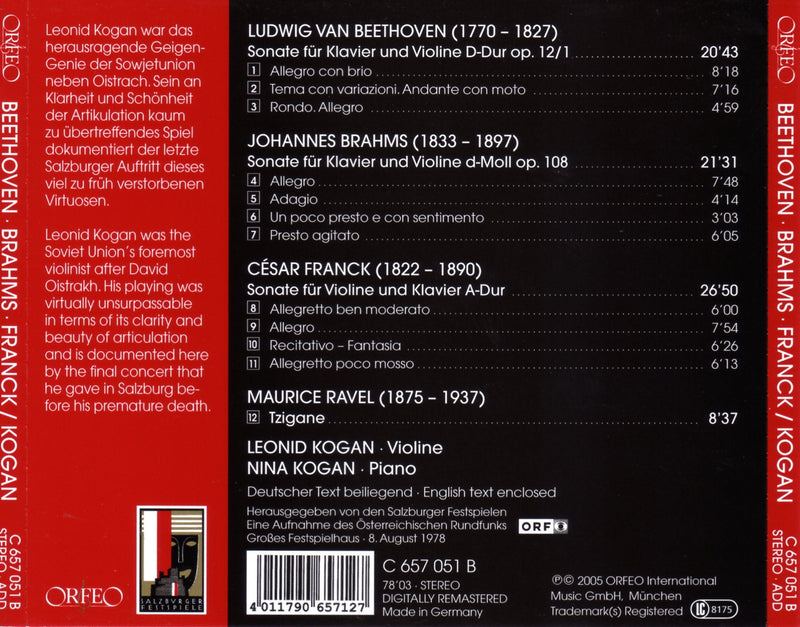 ORFEO
BEETHOVEN · BRAHMS · FRANCK / KOGAN
C 657 051 B
STEREO · ADD
Leonid Kogan war das
herausragende Geigen-
Genie der Sowjetunion
neben Oistrach. Sein an
Klarheit und Schönheit
der Artikulation kaum
zu übertreffendes Spiel
dokumentiert der letzte
Salzburger Auftritt dieses
viel zu früh verstorbenen
Virtuosen.
Leonid Kogan was the
Soviet Union´s foremost
violinist after David
Oistrakh. His playing was
virtually unsurpassable
in terms of its clarity and
beauty of articulation
and is documented here
by the final concert that
he gave in Salzburg be-
fore his premature death.
ORFEO
SALZBURGER
FESTSPIELE
LUDWIG VAN BEETHOVEN (1770 – 1827)
Sonate für Klavier und Violine D-Dur op. 12/1 20'43
1 Allegro con brio 8'18
2 Tema con variazioni. Andante con moto 7'16
3 Rondo. Allegro 4'59
JOHANNES BRAHMS (1833 – 1897)
Sonate für Klavier und Violine d-Moll op. 108 21'31
4 Allegro 7'48
5 Adagio 4'14
6 Un poco presto e con sentimento 3'03
7 Presto agitato 6'05
CÉSAR FRANCK (1822 – 1890)
Sonate für Violine und Klavier A-Dur 26'50
8 Allegretto ben moderato 6'00
9 Allegro 7'54
10 Recitativo – Fantasia 6'26
11 Allegretto poco mosso 6'13
MAURICE RAVEL (1875 – 1937)
12 Tzigane 8'37
LEONID KOGAN · Violine
NINA KOGAN · Piano
Deutscher Text beiliegend · English text enclosed
Herausgegeben von den Salzburger Festspielen
Eine Aufnahme des Österreichischen Rundfunks ORF
Großes Festspielhaus · 8. August 1978
4 011790 657127
C 657 051 B
78'03 · STEREO
DIGITALLY REMASTERED
Made in Germany
℗© 2005 ORFEO International
Music GmbH, München
Trademark(s) Registered LC 8175
ORFEO
BEETHOVEN · BRAHMS · FRANCK / KOGAN
C 657 051 B
STEREO · ADD